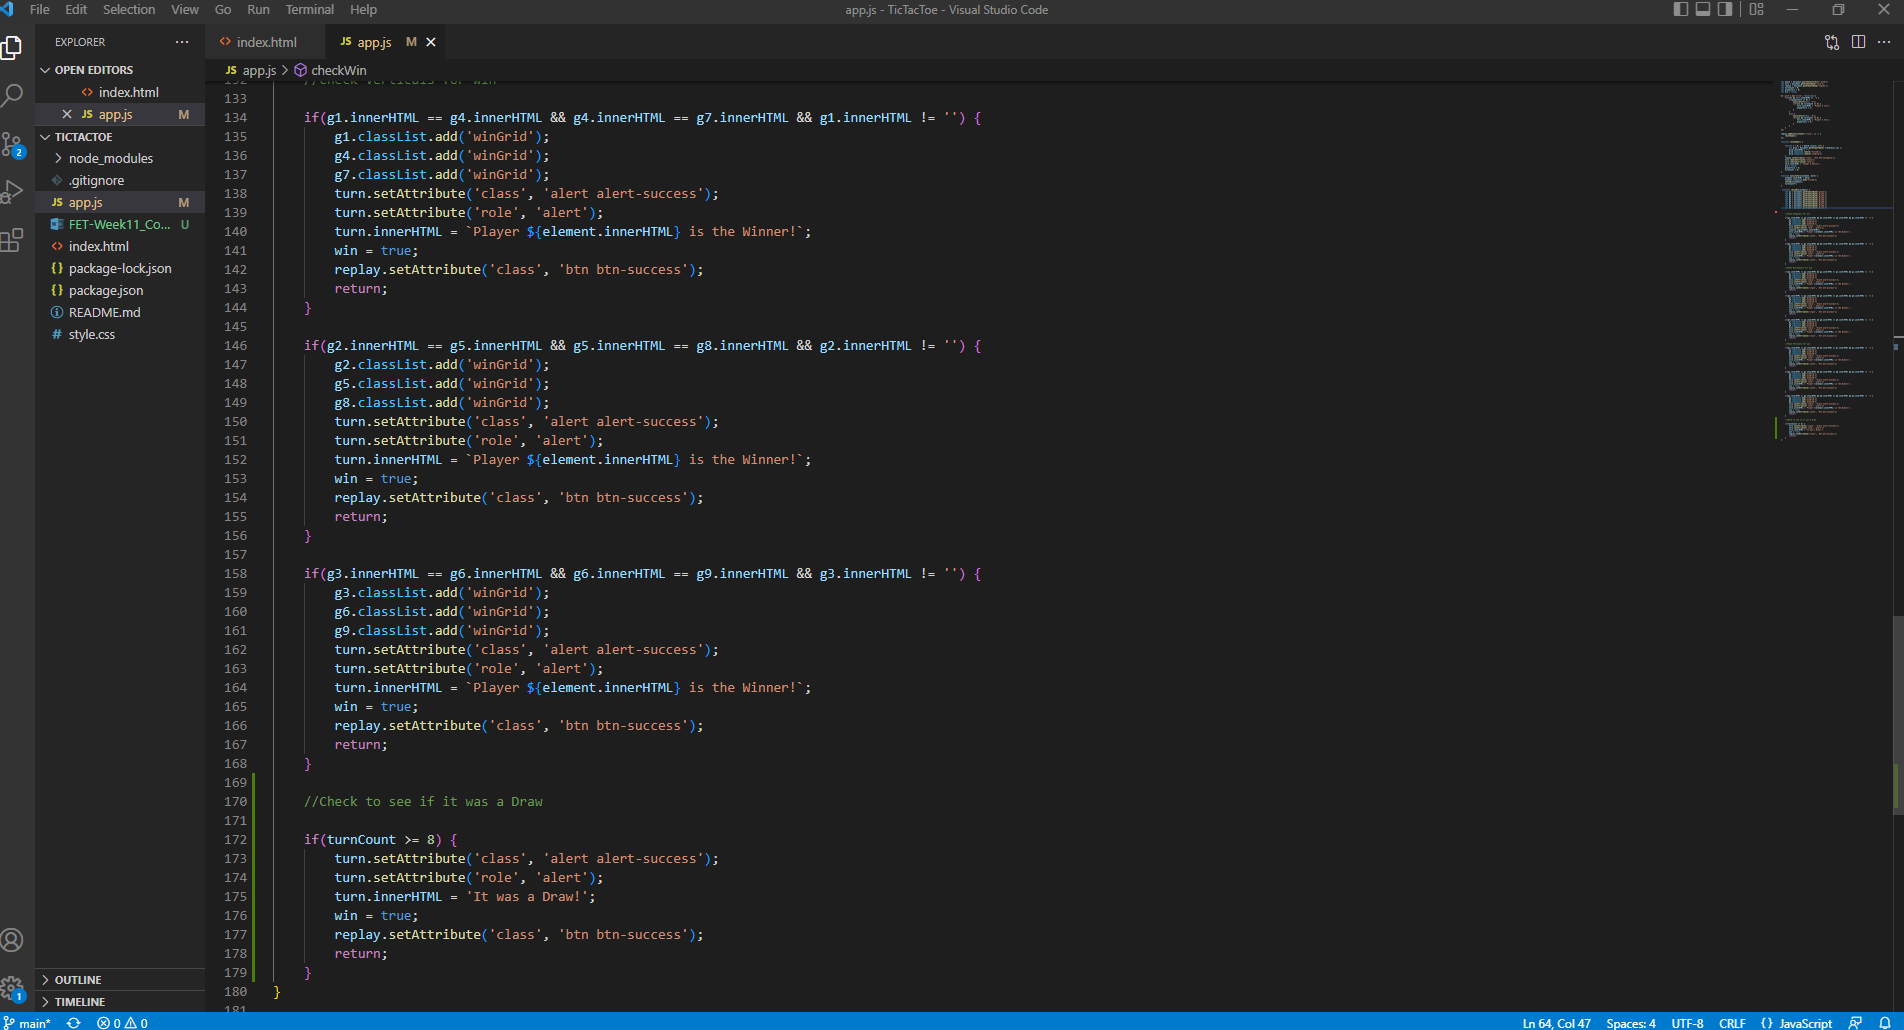 File Edit Selection View Go Run Terminal Help
app.js - TicTacToe - Visual Studio Code
EXPLORER
OPEN EDITORS
index.html
app.js M
TICTACTOE
node_modules
.gitignore
app.js M
FET-Week11_Co... U
index.html
package-lock.json
package.json
README.md
style.css
OUTLINE
TIMELINE
index.html
JS app.js M
JS app.js > checkWin
132 //Check Verticals for Win
133
134 if(g1.innerHTML == g4.innerHTML && g4.innerHTML == g7.innerHTML && g1.innerHTML != '') {
135 g1.classList.add('winGrid');
136 g4.classList.add('winGrid');
137 g7.classList.add('winGrid');
138 turn.setAttribute('class', 'alert alert-success');
139 turn.setAttribute('role', 'alert');
140 turn.innerHTML = `Player ${element.innerHTML} is the Winner!`;
141 win = true;
142 replay.setAttribute('class', 'btn btn-success');
143 return;
144 }
145
146 if(g2.innerHTML == g5.innerHTML && g5.innerHTML == g8.innerHTML && g2.innerHTML != '') {
147 g2.classList.add('winGrid');
148 g5.classList.add('winGrid');
149 g8.classList.add('winGrid');
150 turn.setAttribute('class', 'alert alert-success');
151 turn.setAttribute('role', 'alert');
152 turn.innerHTML = `Player ${element.innerHTML} is the Winner!`;
153 win = true;
154 replay.setAttribute('class', 'btn btn-success');
155 return;
156 }
157
158 if(g3.innerHTML == g6.innerHTML && g6.innerHTML == g9.innerHTML && g3.innerHTML != '') {
159 g3.classList.add('winGrid');
160 g6.classList.add('winGrid');
161 g9.classList.add('winGrid');
162 turn.setAttribute('class', 'alert alert-success');
163 turn.setAttribute('role', 'alert');
164 turn.innerHTML = `Player ${element.innerHTML} is the Winner!`;
165 win = true;
166 replay.setAttribute('class', 'btn btn-success');
167 return;
168 }
169
170 //Check to see if it was a Draw
171
172 if(turnCount >= 8) {
173 turn.setAttribute('class', 'alert alert-success');
174 turn.setAttribute('role', 'alert');
175 turn.innerHTML = 'It was a Draw!';
176 win = true;
177 replay.setAttribute('class', 'btn btn-success');
178 return;
179 }
180 }
181
main* 0 0
Ln 64, Col 47 Spaces: 4 UTF-8 CRLF {} JavaScript